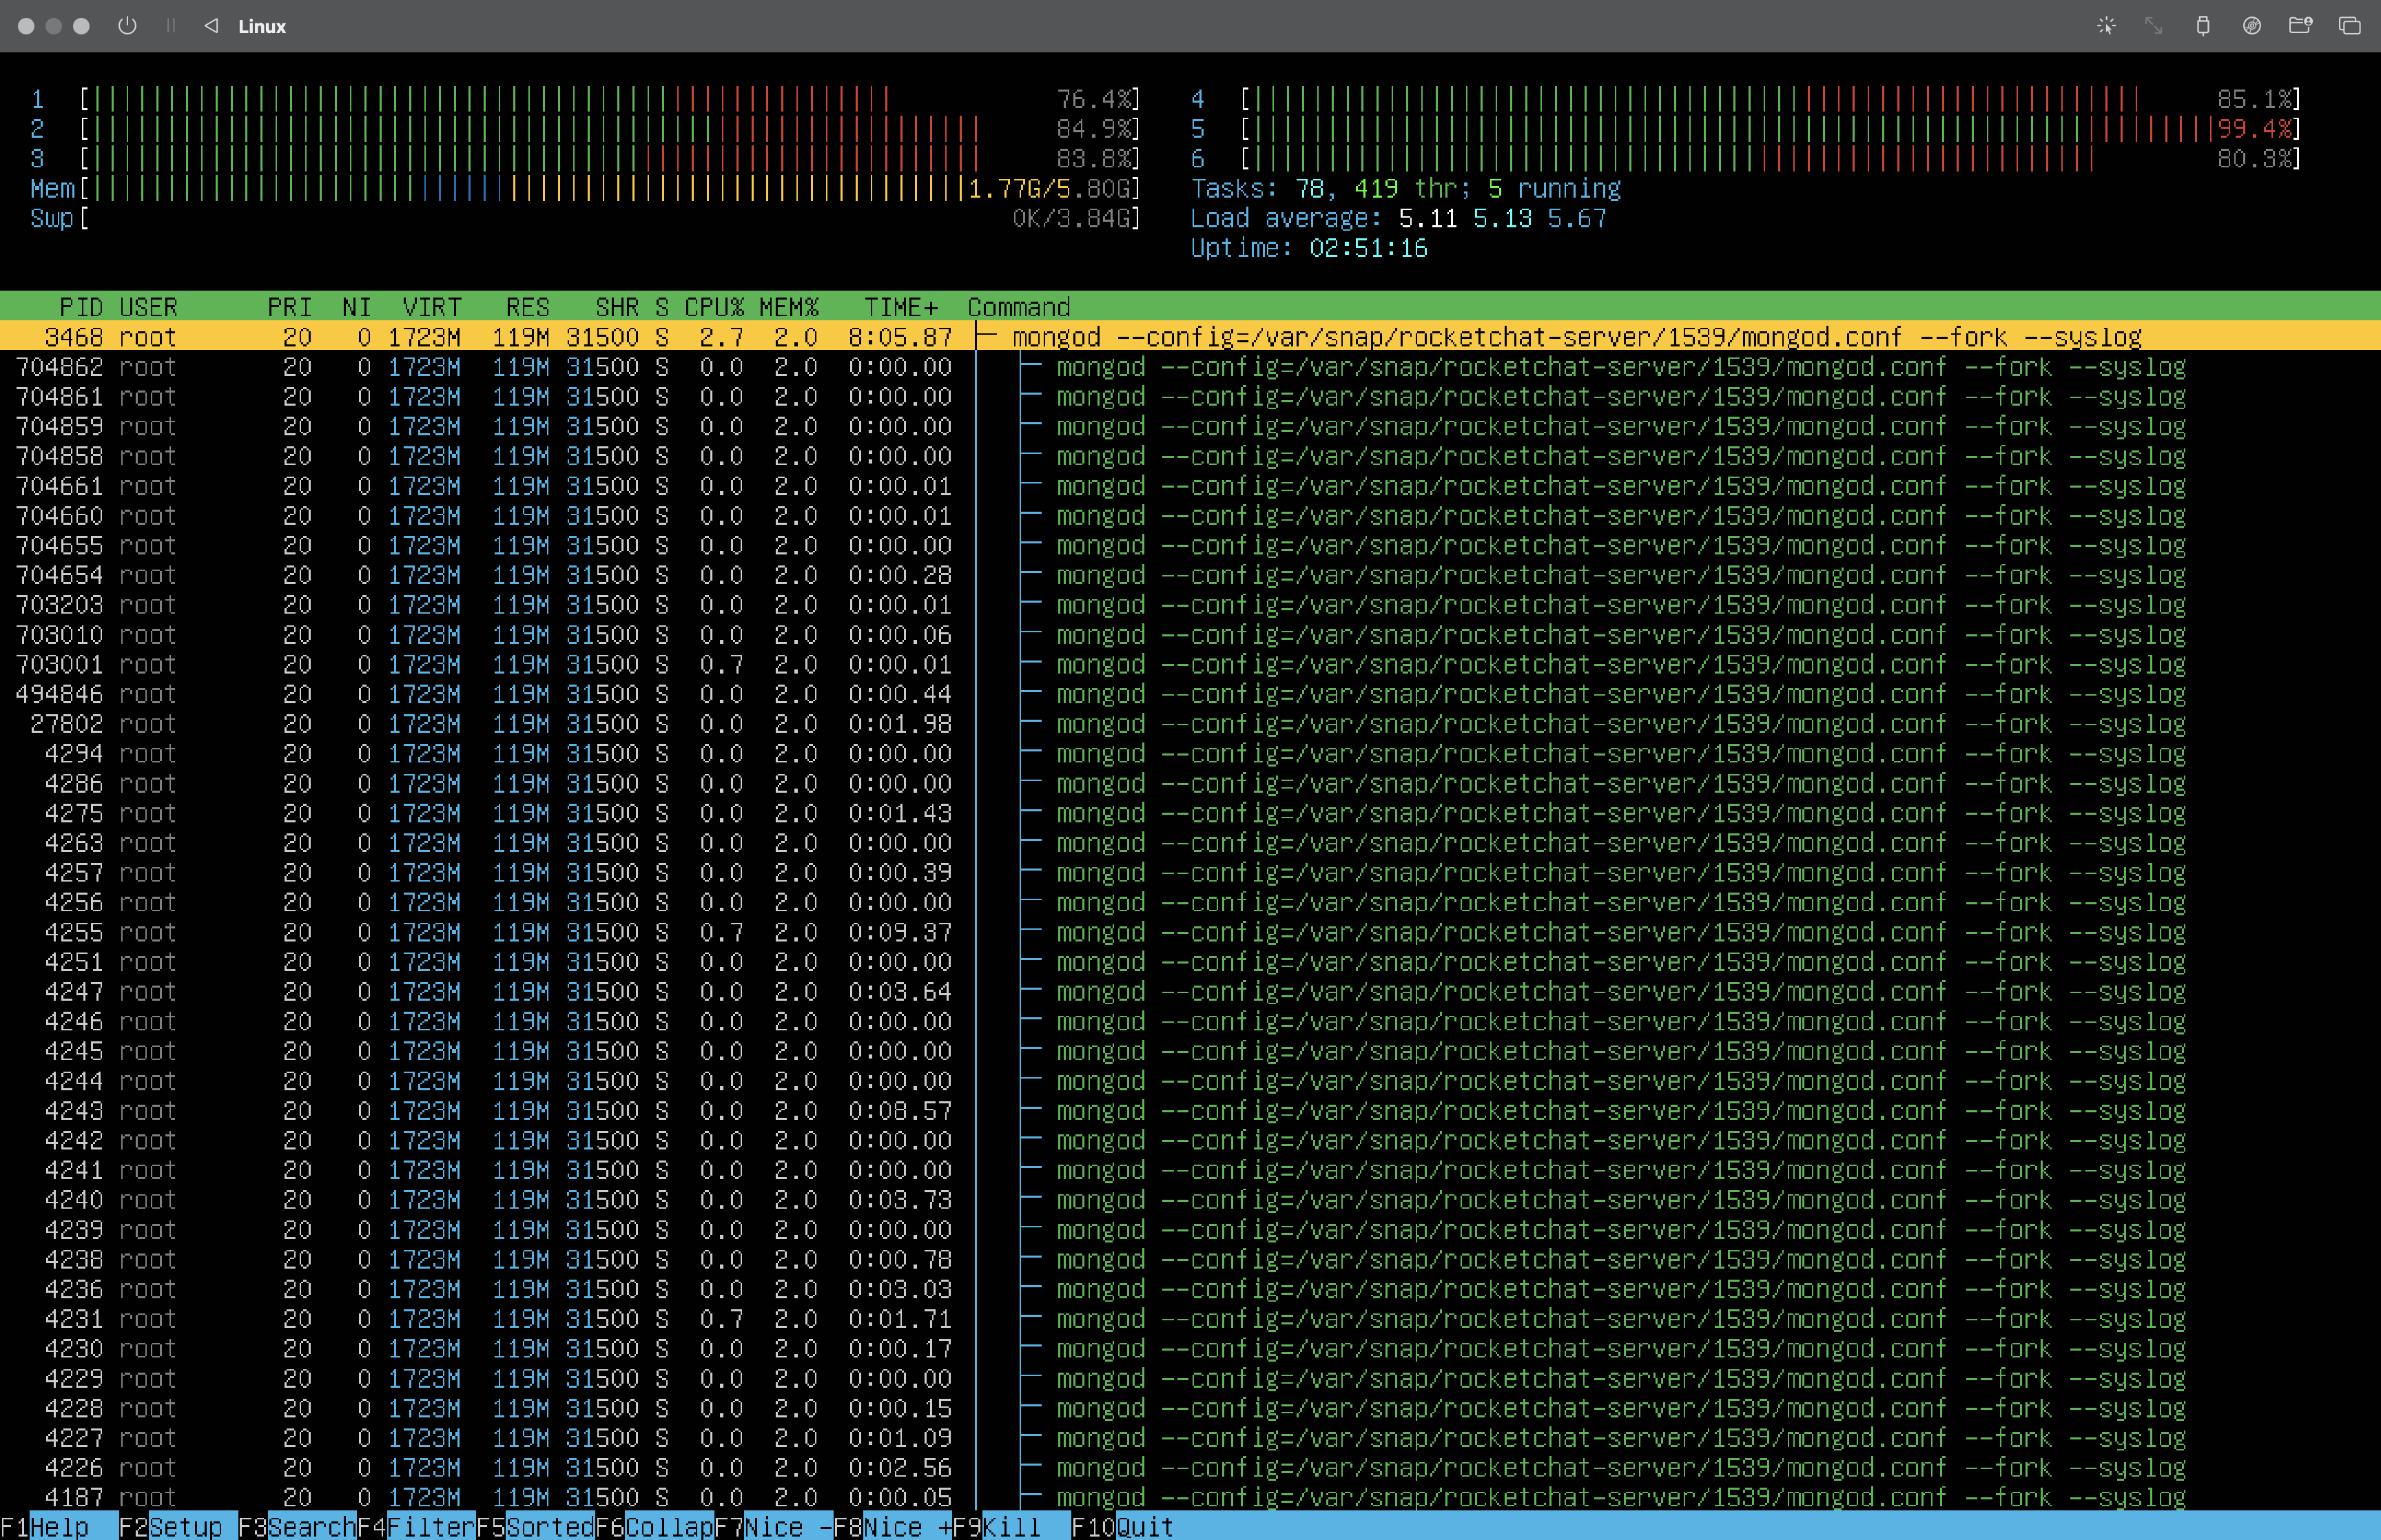 Linux
1 [ 76.4%] 4 [ 85.1%]
2 [ 84.9%] 5 [ 99.4%]
3 [ 83.8%] 6 [ 80.3%]
Mem[ 1.77G/5.80G] Tasks: 78, 419 thr; 5 running
Swp[ 0K/3.84G] Load average: 5.11 5.13 5.67
Uptime: 02:51:16
PID USER PRI NI VIRT RES SHR S CPU% MEM% TIME+ Command
3468 root 20 0 1723M 119M 31500 S 2.7 2.0 8:05.87 mongod --config=/var/snap/rocketchat-server/1539/mongod.conf --fork --syslog
704862 root 20 0 1723M 119M 31500 S 0.0 2.0 0:00.00 mongod --config=/var/snap/rocketchat-server/1539/mongod.conf --fork --syslog
704861 root 20 0 1723M 119M 31500 S 0.0 2.0 0:00.00 mongod --config=/var/snap/rocketchat-server/1539/mongod.conf --fork --syslog
704859 root 20 0 1723M 119M 31500 S 0.0 2.0 0:00.00 mongod --config=/var/snap/rocketchat-server/1539/mongod.conf --fork --syslog
704858 root 20 0 1723M 119M 31500 S 0.0 2.0 0:00.00 mongod --config=/var/snap/rocketchat-server/1539/mongod.conf --fork --syslog
704661 root 20 0 1723M 119M 31500 S 0.0 2.0 0:00.01 mongod --config=/var/snap/rocketchat-server/1539/mongod.conf --fork --syslog
704660 root 20 0 1723M 119M 31500 S 0.0 2.0 0:00.01 mongod --config=/var/snap/rocketchat-server/1539/mongod.conf --fork --syslog
704655 root 20 0 1723M 119M 31500 S 0.0 2.0 0:00.00 mongod --config=/var/snap/rocketchat-server/1539/mongod.conf --fork --syslog
704654 root 20 0 1723M 119M 31500 S 0.0 2.0 0:00.28 mongod --config=/var/snap/rocketchat-server/1539/mongod.conf --fork --syslog
703203 root 20 0 1723M 119M 31500 S 0.0 2.0 0:00.01 mongod --config=/var/snap/rocketchat-server/1539/mongod.conf --fork --syslog
703010 root 20 0 1723M 119M 31500 S 0.0 2.0 0:00.06 mongod --config=/var/snap/rocketchat-server/1539/mongod.conf --fork --syslog
703001 root 20 0 1723M 119M 31500 S 0.7 2.0 0:00.01 mongod --config=/var/snap/rocketchat-server/1539/mongod.conf --fork --syslog
494846 root 20 0 1723M 119M 31500 S 0.0 2.0 0:00.44 mongod --config=/var/snap/rocketchat-server/1539/mongod.conf --fork --syslog
27802 root 20 0 1723M 119M 31500 S 0.0 2.0 0:01.98 mongod --config=/var/snap/rocketchat-server/1539/mongod.conf --fork --syslog
4294 root 20 0 1723M 119M 31500 S 0.0 2.0 0:00.00 mongod --config=/var/snap/rocketchat-server/1539/mongod.conf --fork --syslog
4286 root 20 0 1723M 119M 31500 S 0.0 2.0 0:00.00 mongod --config=/var/snap/rocketchat-server/1539/mongod.conf --fork --syslog
4275 root 20 0 1723M 119M 31500 S 0.0 2.0 0:01.43 mongod --config=/var/snap/rocketchat-server/1539/mongod.conf --fork --syslog
4263 root 20 0 1723M 119M 31500 S 0.0 2.0 0:00.00 mongod --config=/var/snap/rocketchat-server/1539/mongod.conf --fork --syslog
4257 root 20 0 1723M 119M 31500 S 0.0 2.0 0:00.39 mongod --config=/var/snap/rocketchat-server/1539/mongod.conf --fork --syslog
4256 root 20 0 1723M 119M 31500 S 0.0 2.0 0:00.00 mongod --config=/var/snap/rocketchat-server/1539/mongod.conf --fork --syslog
4255 root 20 0 1723M 119M 31500 S 0.7 2.0 0:09.37 mongod --config=/var/snap/rocketchat-server/1539/mongod.conf --fork --syslog
4251 root 20 0 1723M 119M 31500 S 0.0 2.0 0:00.00 mongod --config=/var/snap/rocketchat-server/1539/mongod.conf --fork --syslog
4247 root 20 0 1723M 119M 31500 S 0.0 2.0 0:03.64 mongod --config=/var/snap/rocketchat-server/1539/mongod.conf --fork --syslog
4246 root 20 0 1723M 119M 31500 S 0.0 2.0 0:00.00 mongod --config=/var/snap/rocketchat-server/1539/mongod.conf --fork --syslog
4245 root 20 0 1723M 119M 31500 S 0.0 2.0 0:00.00 mongod --config=/var/snap/rocketchat-server/1539/mongod.conf --fork --syslog
4244 root 20 0 1723M 119M 31500 S 0.0 2.0 0:00.00 mongod --config=/var/snap/rocketchat-server/1539/mongod.conf --fork --syslog
4243 root 20 0 1723M 119M 31500 S 0.0 2.0 0:08.57 mongod --config=/var/snap/rocketchat-server/1539/mongod.conf --fork --syslog
4242 root 20 0 1723M 119M 31500 S 0.0 2.0 0:00.00 mongod --config=/var/snap/rocketchat-server/1539/mongod.conf --fork --syslog
4241 root 20 0 1723M 119M 31500 S 0.0 2.0 0:00.00 mongod --config=/var/snap/rocketchat-server/1539/mongod.conf --fork --syslog
4240 root 20 0 1723M 119M 31500 S 0.0 2.0 0:03.73 mongod --config=/var/snap/rocketchat-server/1539/mongod.conf --fork --syslog
4239 root 20 0 1723M 119M 31500 S 0.0 2.0 0:00.00 mongod --config=/var/snap/rocketchat-server/1539/mongod.conf --fork --syslog
4238 root 20 0 1723M 119M 31500 S 0.0 2.0 0:00.78 mongod --config=/var/snap/rocketchat-server/1539/mongod.conf --fork --syslog
4236 root 20 0 1723M 119M 31500 S 0.0 2.0 0:03.03 mongod --config=/var/snap/rocketchat-server/1539/mongod.conf --fork --syslog
4231 root 20 0 1723M 119M 31500 S 0.7 2.0 0:01.71 mongod --config=/var/snap/rocketchat-server/1539/mongod.conf --fork --syslog
4230 root 20 0 1723M 119M 31500 S 0.0 2.0 0:00.17 mongod --config=/var/snap/rocketchat-server/1539/mongod.conf --fork --syslog
4229 root 20 0 1723M 119M 31500 S 0.0 2.0 0:00.00 mongod --config=/var/snap/rocketchat-server/1539/mongod.conf --fork --syslog
4228 root 20 0 1723M 119M 31500 S 0.0 2.0 0:00.15 mongod --config=/var/snap/rocketchat-server/1539/mongod.conf --fork --syslog
4227 root 20 0 1723M 119M 31500 S 0.0 2.0 0:01.09 mongod --config=/var/snap/rocketchat-server/1539/mongod.conf --fork --syslog
4226 root 20 0 1723M 119M 31500 S 0.0 2.0 0:02.56 mongod --config=/var/snap/rocketchat-server/1539/mongod.conf --fork --syslog
4187 root 20 0 1723M 119M 31500 S 0.0 2.0 0:00.05 mongod --config=/var/snap/rocketchat-server/1539/mongod.conf --fork --syslog
F1Help F2Setup F3SearchF4FilterF5SortedF6CollapF7Nice -F8Nice +F9Kill F10Quit